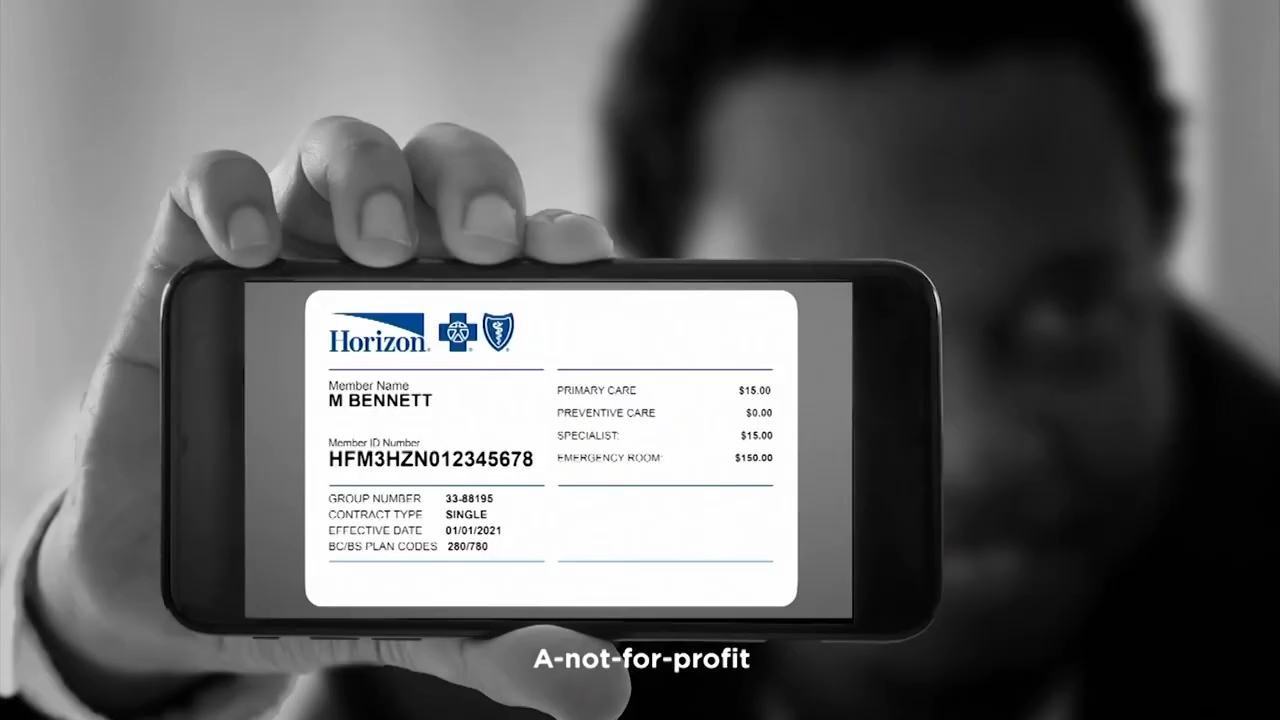 Horizon
Member Name
M BENNETT
Member ID Number
HFM3HZN012345678
GROUP NUMBER 33-88195
CONTRACT TYPE SINGLE
EFFECTIVE DATE 01/01/2021
BC/BS PLAN CODES 280/780
PRIMARY CARE $15.00
PREVENTIVE CARE $0.00
SPECIALIST: $15.00
EMERGENCY ROOM: $150.00
A-not-for-profit